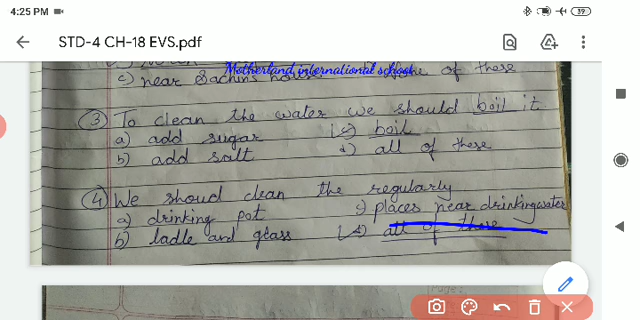 4:25 PM
39
STD-4 CH-18 EVS.pdf
Motherland international school
c) near Sachin's house of these
③ To clean the water we should boil it
a) add sugar c) boil
b) add salt d) all of these
④ We shoud clean the regularly
a) drinking pot c) places near drinking water
b) ladle and glass d) all of these